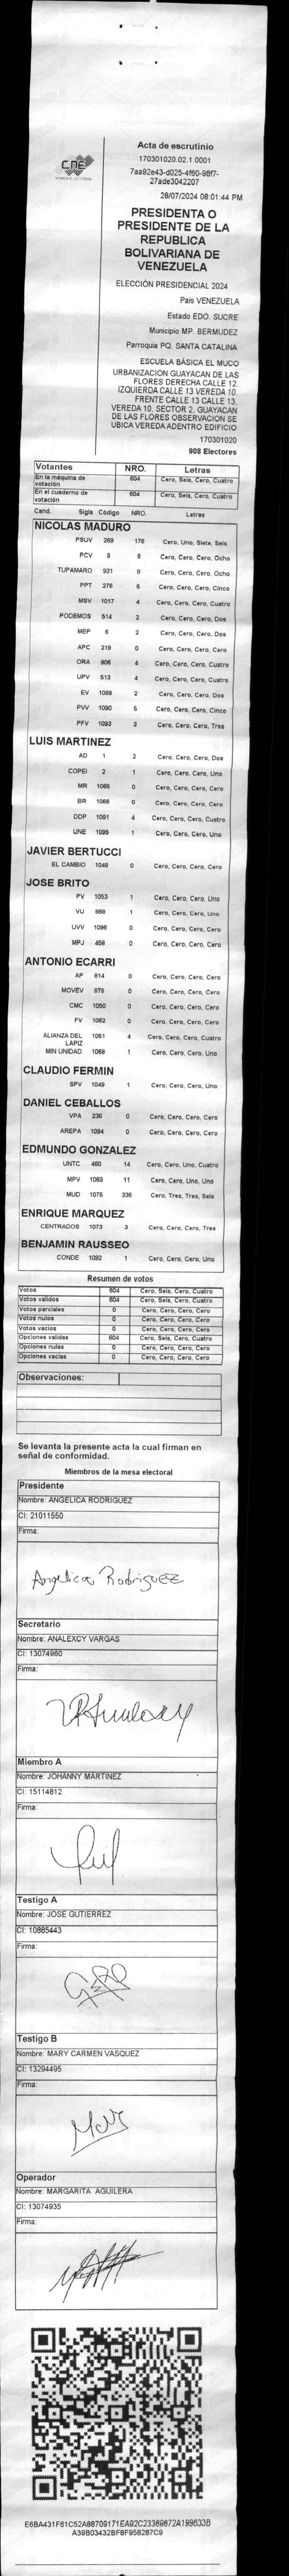 CNE
Acta de escrutinio
170301020.02.1.0001
7aa92e43-d025-4f60-98f7-
27ade3042207
28/07/2024 08:01:44 PM
PRESIDENTA O
PRESIDENTE DE LA
REPUBLICA
BOLIVARIANA DE
VENEZUELA
ELECCIÓN PRESIDENCIAL 2024
Pais VENEZUELA
Estado EDO. SUCRE
Municipio MP. BERMUDEZ
Parroquia PQ. SANTA CATALINA
ESCUELA BÁSICA EL MUCO
URBANIZACION GUAYACAN DE LAS
FLORES DERECHA CALLE 12.
IZQUIERDA CALLE 13 VEREDA 10.
FRENTE CALLE 13 CALLE 13,
VEREDA 10. SECTOR 2, GUAYACAN
DE LAS FLORES OBSERVACION SE
UBICA VEREDA ADENTRO EDIFICIO
170301020
908 Electores
Votantes NRO. Letras
En la máquina de votación 604 Cero, Seis, Cero, Cuatro
En el cuaderno de votación 604 Cero, Seis, Cero, Cuatro
Cand. Sigla Código NRO. Letras
NICOLAS MADURO
PSUV 269 176 Cero, Uno, Siete, Seis
PCV 9 8 Cero, Cero, Cero, Ocho
TUPAMARO 931 8 Cero, Cero, Cero, Ocho
PPT 276 5 Cero, Cero, Cero, Cinco
MSV 1017 4 Cero, Cero, Cero, Cuatro
PODEMOS 514 2 Cero, Cero, Cero, Dos
MEP 6 2 Cero, Cero, Cero, Dos
APC 219 0 Cero, Cero, Cero, Cero
ORA 906 4 Cero, Cero, Cero, Cuatro
UPV 513 4 Cero, Cero, Cero, Cuatro
EV 1089 2 Cero, Cero, Cero, Dos
PVV 1090 5 Cero, Cero, Cero, Cinco
PFV 1093 3 Cero, Cero, Cero, Tres
LUIS MARTINEZ
AD 1 2 Cero, Cero, Cero, Dos
COPEI 2 1 Cero, Cero, Cero, Uno
MR 1065 0 Cero, Cero, Cero, Cero
BR 1066 0 Cero, Cero, Cero, Cero
DDP 1091 4 Cero, Cero, Cero, Cuatro
UNE 1095 1 Cero, Cero, Cero, Uno
JAVIER BERTUCCI
EL CAMBIO 1048 0 Cero, Cero, Cero, Cero
JOSE BRITO
PV 1053 1 Cero, Cero, Cero, Uno
VU 868 1 Cero, Cero, Cero, Uno
UVV 1096 0 Cero, Cero, Cero, Cero
MPJ 458 0 Cero, Cero, Cero, Cero
ANTONIO ECARRI
AP 814 0 Cero, Cero, Cero, Cero
MOVEV 878 0 Cero, Cero, Cero, Cero
CMC 1050 0 Cero, Cero, Cero, Cero
FV 1062 0 Cero, Cero, Cero, Cero
ALIANZA DEL LAPIZ 1051 4 Cero, Cero, Cero, Cuatro
MIN UNIDAD 1068 1 Cero, Cero, Cero, Uno
CLAUDIO FERMIN
SPV 1049 1 Cero, Cero, Cero, Uno
DANIEL CEBALLOS
VPA 236 0 Cero, Cero, Cero, Cero
AREPA 1094 0 Cero, Cero, Cero, Cero
EDMUNDO GONZALEZ
UNTC 460 14 Cero, Cero, Uno, Cuatro
MPV 1069 11 Cero, Cero, Uno, Uno
MUD 1075 336 Cero, Tres, Tres, Seis
ENRIQUE MARQUEZ
CENTRADOS 1073 3 Cero, Cero, Cero, Tres
BENJAMIN RAUSSEO
CONDE 1092 1 Cero, Cero, Cero, Uno
Resumen de votos
Votos 604 Cero, Seis, Cero, Cuatro
Votos validos 604 Cero, Seis, Cero, Cuatro
Votos parciales 0 Cero, Cero, Cero, Cero
Votos nulos 0 Cero, Cero, Cero, Cero
Votos vacios 0 Cero, Cero, Cero, Cero
Opciones validas 604 Cero, Seis, Cero, Cuatro
Opciones nulas 0 Cero, Cero, Cero, Cero
Opciones vacias 0 Cero, Cero, Cero, Cero
Observaciones:
Se levanta la presente acta la cual firman en
señal de conformidad.
Miembros de la mesa electoral
Presidente
Nombre: ANGELICA RODRIGUEZ
CI: 21011550
Firma:
Angelica Rodriguez
Secretario
Nombre: ANALEXCY VARGAS
CI: 13074960
Firma:
Miembro A
Nombre: JOHANNY MARTINEZ
CI: 15114812
Firma:
Testigo A
Nombre: JOSE GUTIERREZ
CI: 10885443
Firma:
Testigo B
Nombre: MARY CARMEN VASQUEZ
CI: 13294495
Firma:
Operador
Nombre: MARGARITA AGUILERA
CI: 13074935
Firma:
E6BA431F61C52A88709171EA92C23369672A199633B
A39B03432BF8F958287C9